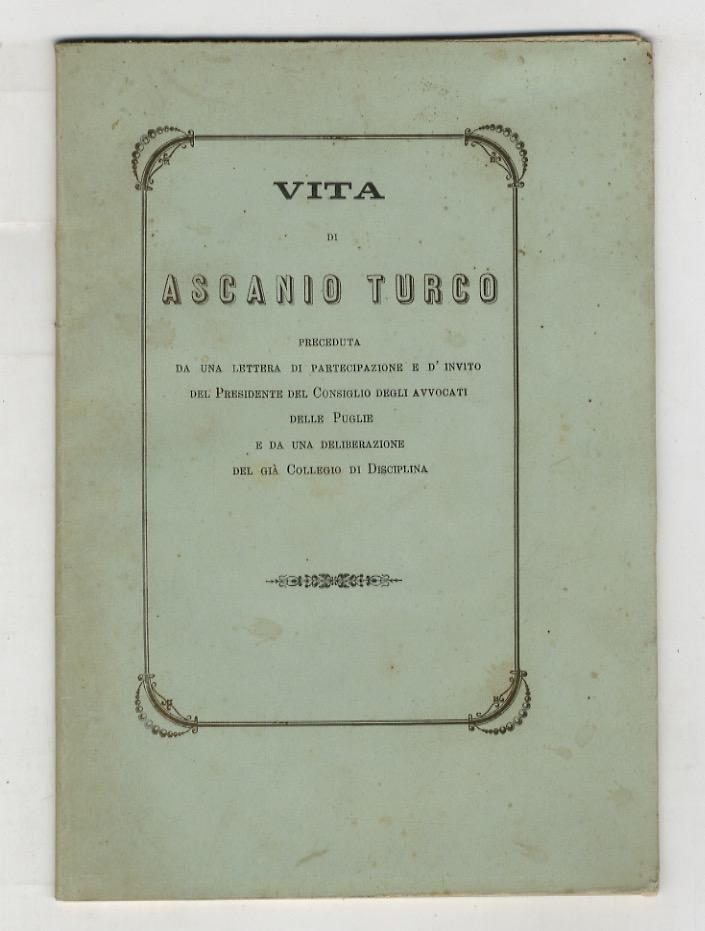 VITA
DI
ASCANIO TURCO
PRECEDUTA
DA UNA LETTERA DI PARTECIPAZIONE E D' INVITO
DEL PRESIDENTE DEL CONSIGLIO DEGLI AVVOCATI
DELLE PUGLIE
E DA UNA DELIBERAZIONE
DEL GIÀ COLLEGIO DI DISCIPLINA